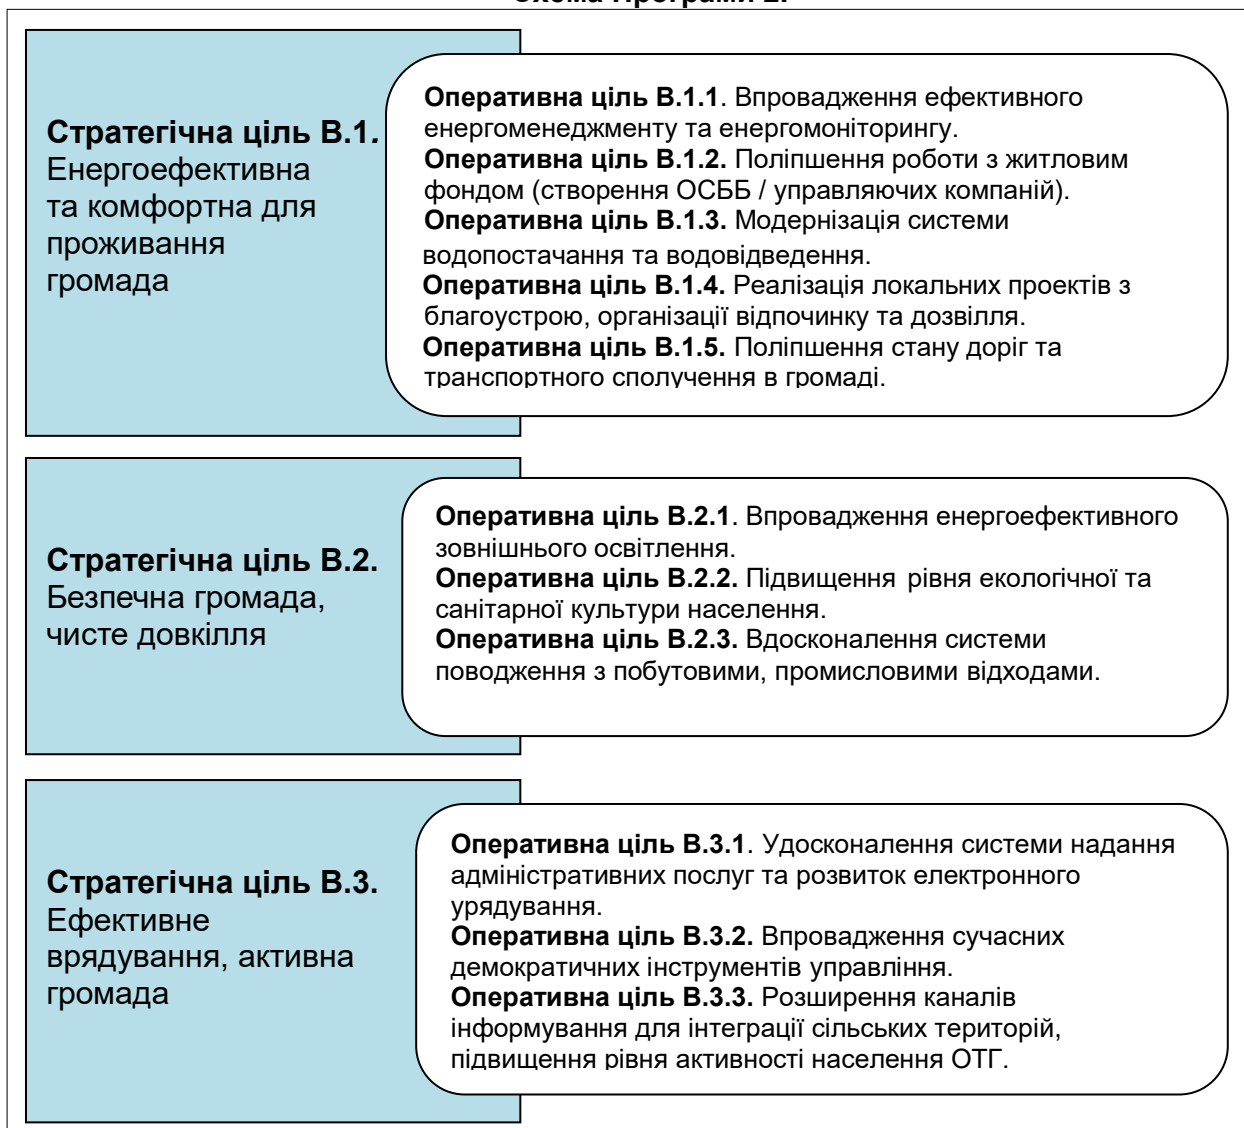 Схема Програми 2.
Стратегічна ціль В.1.
Енергоефективна
та комфортна для
проживання
громада
Оперативна ціль В.1.1. Впровадження ефективного
енергоменеджменту та енергомоніторингу.
Оперативна ціль В.1.2. Поліпшення роботи з житловим
фондом (створення ОСББ / управляючих компаній).
Оперативна ціль В.1.3. Модернізація системи
водопостачання та водовідведення.
Оперативна ціль В.1.4. Реалізація локальних проектів з
благоустрою, організації відпочинку та дозвілля.
Оперативна ціль В.1.5. Поліпшення стану доріг та
транспортного сполучення в громаді.
Стратегічна ціль В.2.
Безпечна громада,
чисте довкілля
Оперативна ціль В.2.1. Впровадження енергоефективного
зовнішнього освітлення.
Оперативна ціль В.2.2. Підвищення рівня екологічної та
санітарної культури населення.
Оперативна ціль В.2.3. Вдосконалення системи
поводження з побутовими, промисловими відходами.
Стратегічна ціль В.3.
Ефективне
врядування, активна
громада
Оперативна ціль В.3.1. Удосконалення системи надання
адміністративних послуг та розвиток електронного
урядування.
Оперативна ціль В.3.2. Впровадження сучасних
демократичних інструментів управління.
Оперативна ціль В.3.3. Розширення каналів
інформування для інтеграції сільських територій,
підвищення рівня активності населення ОТГ.